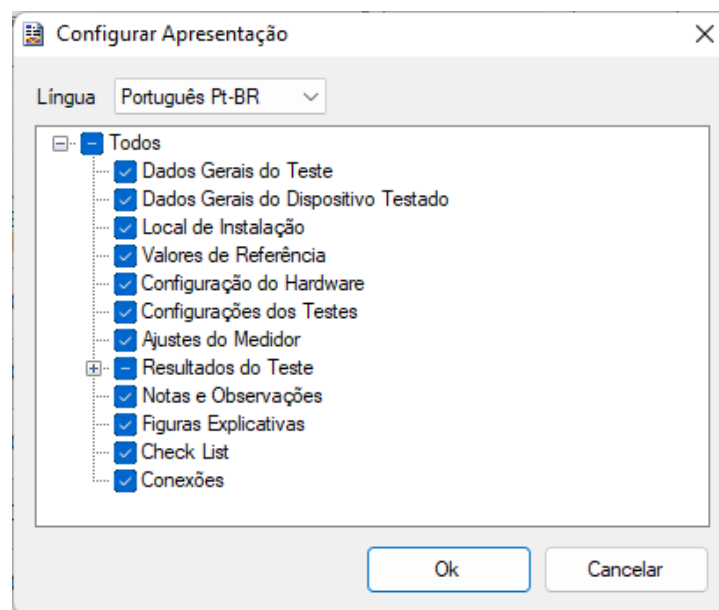 Configurar Apresentação
Língua Português Pt-BR
Todos
Dados Gerais do Teste
Dados Gerais do Dispositivo Testado
Local de Instalação
Valores de Referência
Configuração do Hardware
Configurações dos Testes
Ajustes do Medidor
Resultados do Teste
Notas e Observações
Figuras Explicativas
Check List
Conexões
Ok Cancelar